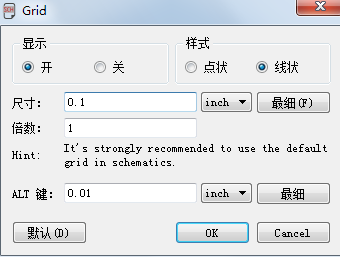 Grid
显示
样式
开
关
点状
线状
尺寸:
0.1
inch
最细(F)
倍数:
1
Hint:
It's strongly recommended to use the default
grid in schematics.
ALT 键:
0.01
inch
最细
默认(D)
OK
Cancel